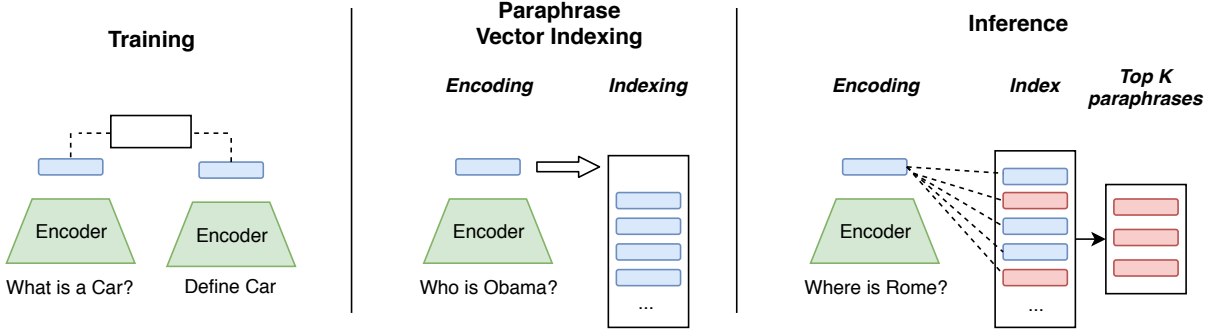 Training
Encoder
What is a Car?
Encoder
Define Car
Paraphrase
Vector Indexing
Encoding
Indexing
Encoder
Who is Obama?
...
Inference
Encoding
Index
Top K
paraphrases
Encoder
Where is Rome?
...